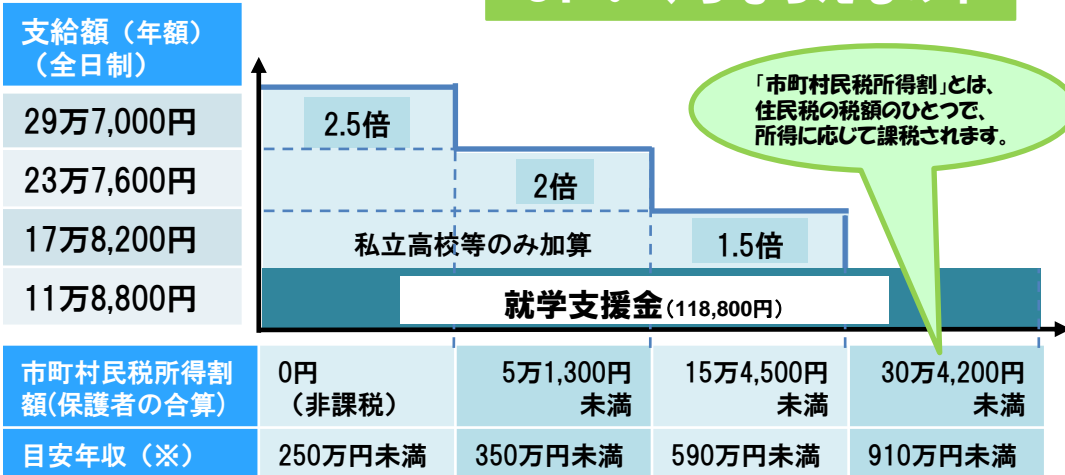 支給額（年額）
（全日制）
29万7,000円
23万7,600円
17万8,200円
11万8,800円
2.5倍
2倍
1.5倍
私立高校等のみ加算
就学支援金(118,800円)
「市町村民税所得割」とは、
住民税の税額のひとつで、
所得に応じて課税されます。
市町村民税所得割
額(保護者の合算)
0円
（非課税）
5万1,300円
未満
15万4,500円
未満
30万4,200円
未満
目安年収（※）
250万円未満
350万円未満
590万円未満
910万円未満